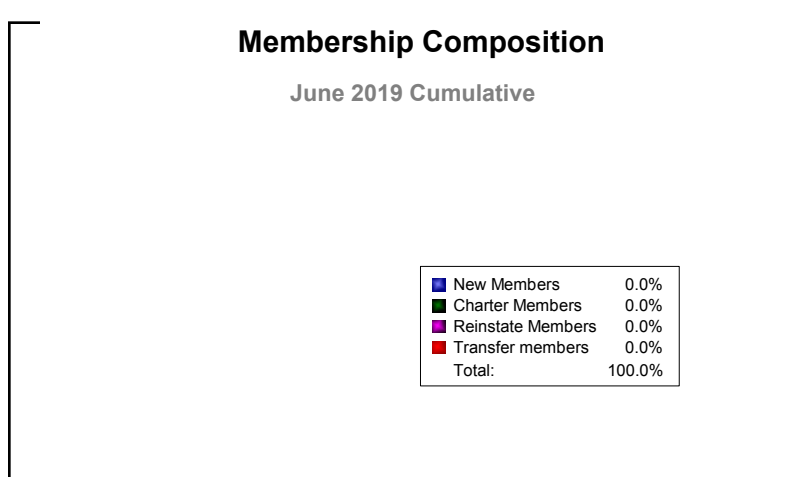 Membership Composition
June 2019 Cumulative
New Members 0.0%
Charter Members 0.0%
Reinstate Members 0.0%
Transfer members 0.0%
Total: 100.0%